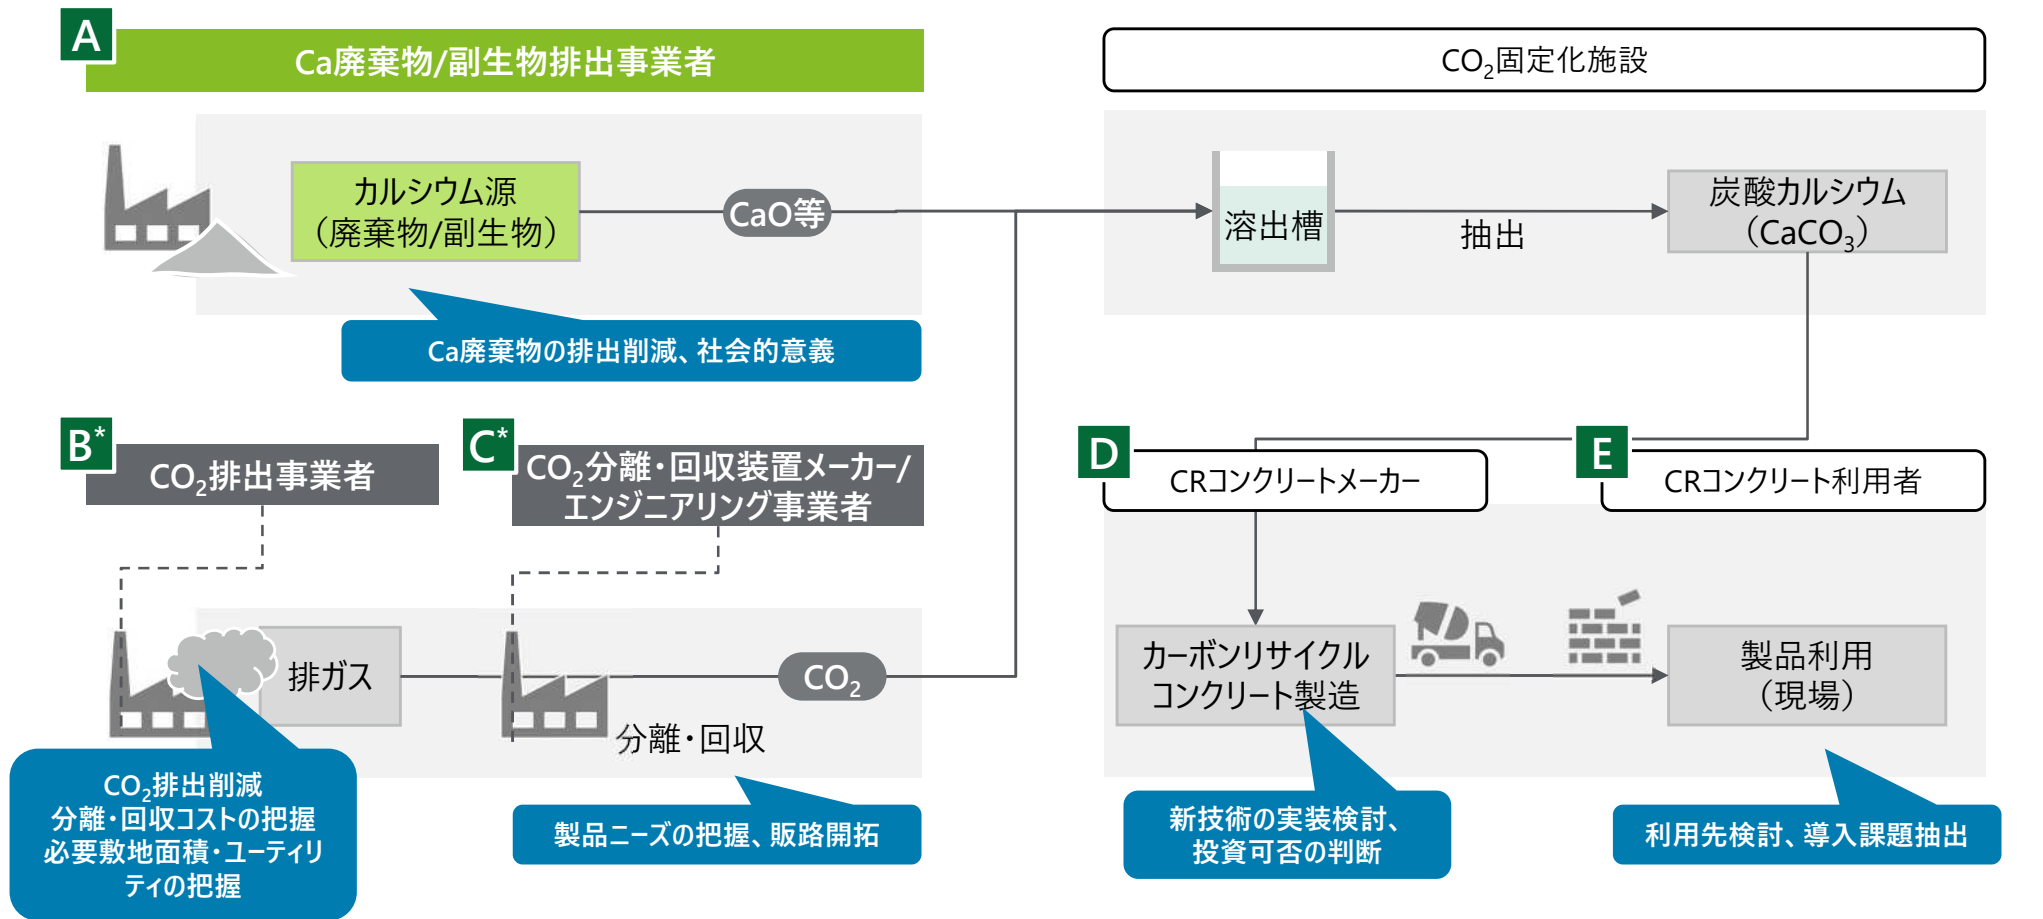 A
Ca廃棄物/副生物排出事業者
カルシウム源
（廃棄物/副生物）
CaO等
Ca廃棄物の排出削減、社会的意義
CO₂固定化施設
溶出槽
抽出
炭酸カルシウム
（CaCO₃）
B*
CO₂排出事業者
C*
CO₂分離・回収装置メーカー/
エンジニアリング事業者
排ガス
分離・回収
CO₂
CO₂排出削減
分離・回収コストの把握
必要敷地面積・ユーティリ
ティの把握
製品ニーズの把握、販路開拓
D
CRコンクリートメーカー
E
CRコンクリート利用者
カーボンリサイクル
コンクリート製造
製品利用
（現場）
新技術の実装検討、
投資可否の判断
利用先検討、導入課題抽出